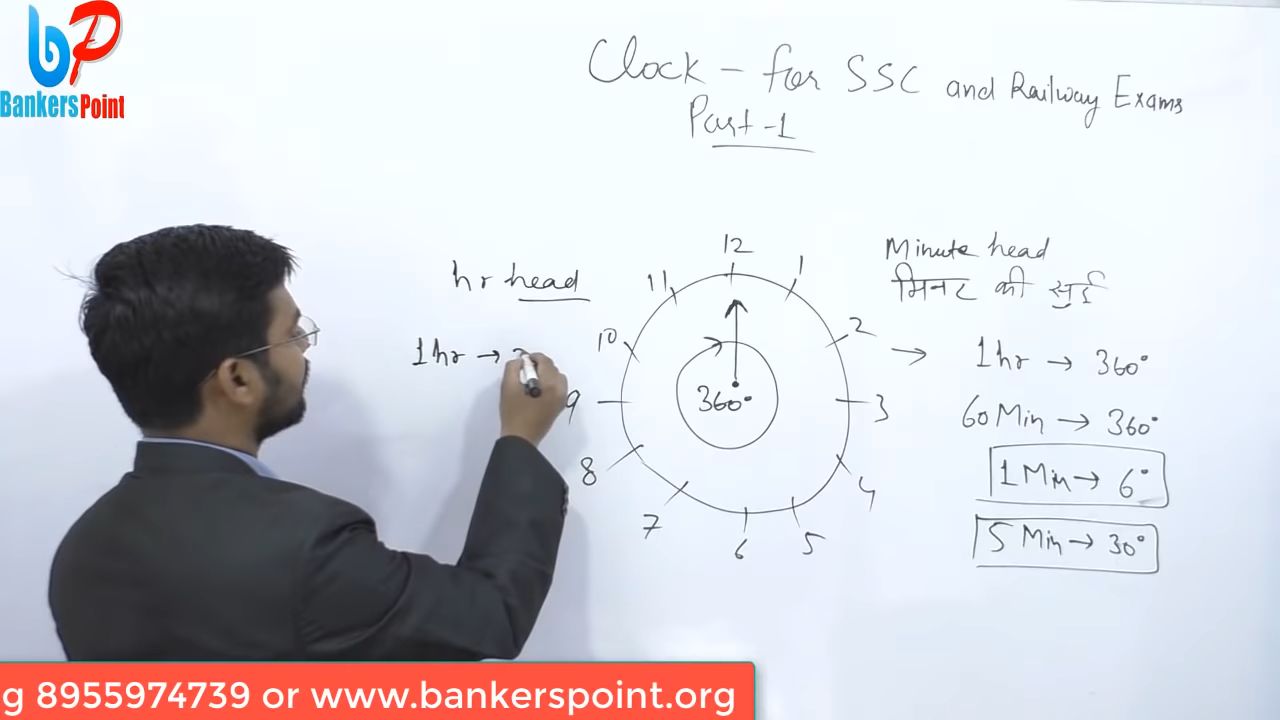 bp
BankersPoint
Clock - for SSC and Railway Exams
Part-1
hr head
1hr →
12
1
2
3
4
5
6
7
8
9
10
11
360°
Minute head
मिनट की सुई
→ 1hr → 360°
60 Min → 360°
1 Min → 6°
5 Min → 30°
g 8955974739 or www.bankerspoint.org